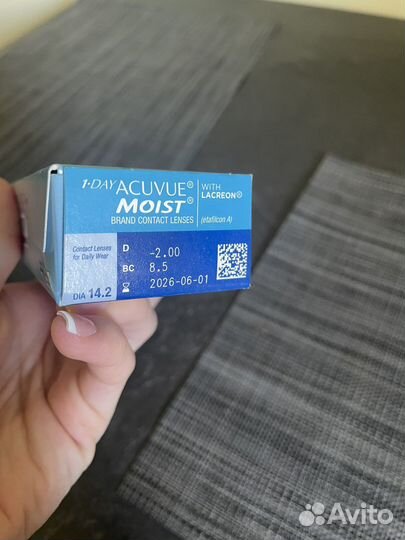 1·DAY ACUVUE®
MOIST®
BRAND CONTACT LENSES
WITH
LACREON®
(etafilcon A)
Contact Lenses
for Daily Wear
D -2.00
BC 8.5
2026-06-01
DIA 14.2
Avito